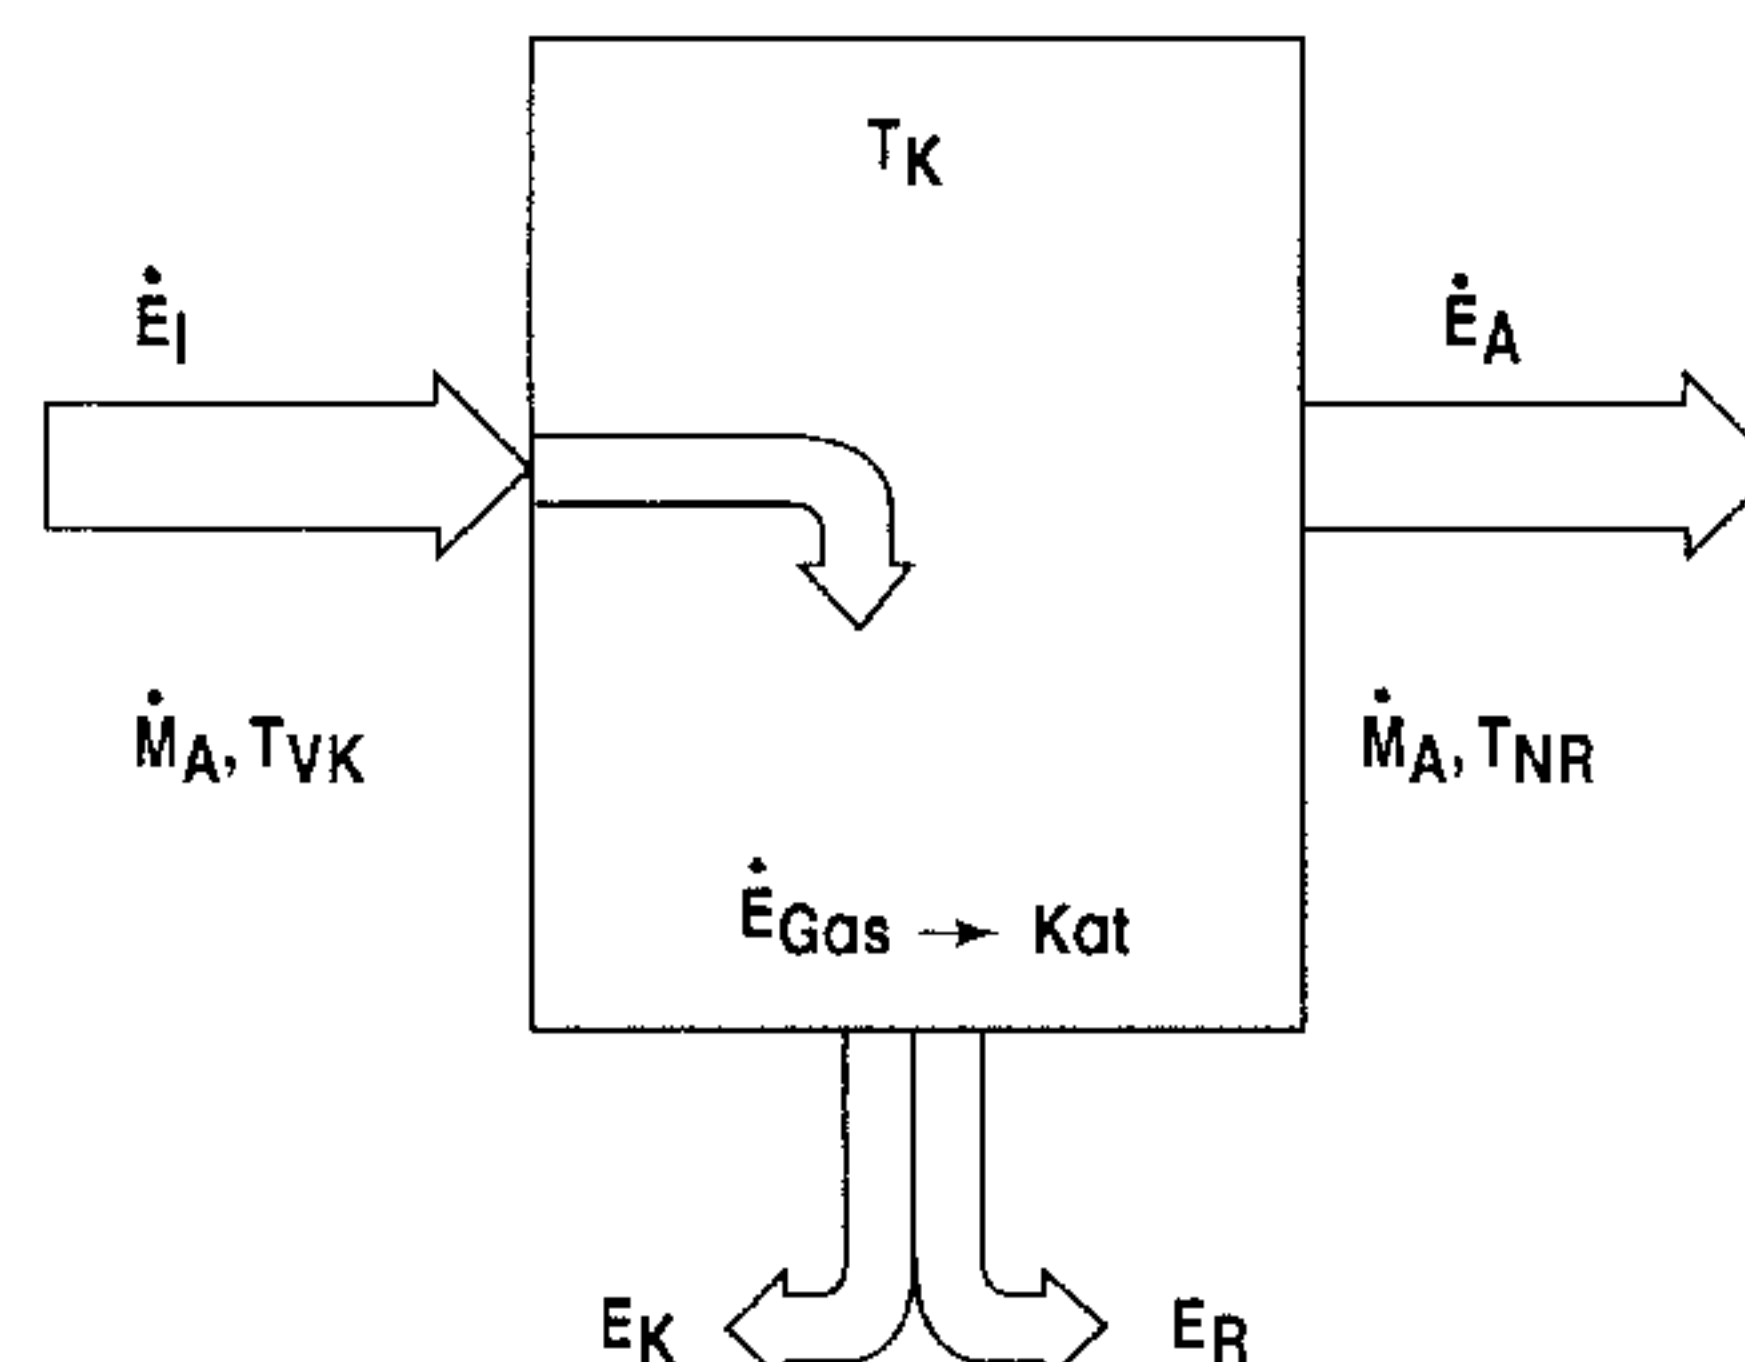 T_K
Ė_I
Ė_A
Ṁ_A, T_VK
Ṁ_A, T_NR
Ė_Gas → Kat
E_K
E_R